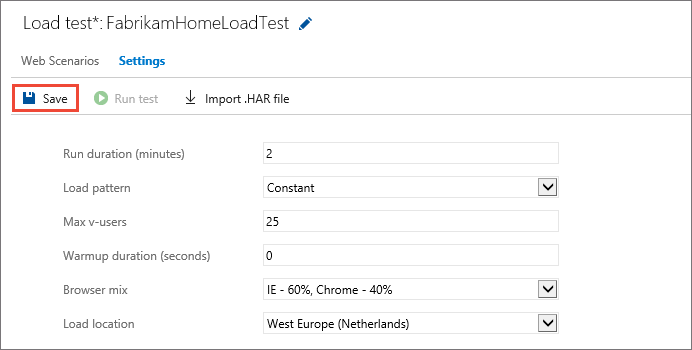 Load test*: FabrikamHomeLoadTest
Web Scenarios Settings
Save Run test Import .HAR file
Run duration (minutes) 2
Load pattern Constant
Max v-users 25
Warmup duration (seconds) 0
Browser mix IE - 60%, Chrome - 40%
Load location West Europe (Netherlands)